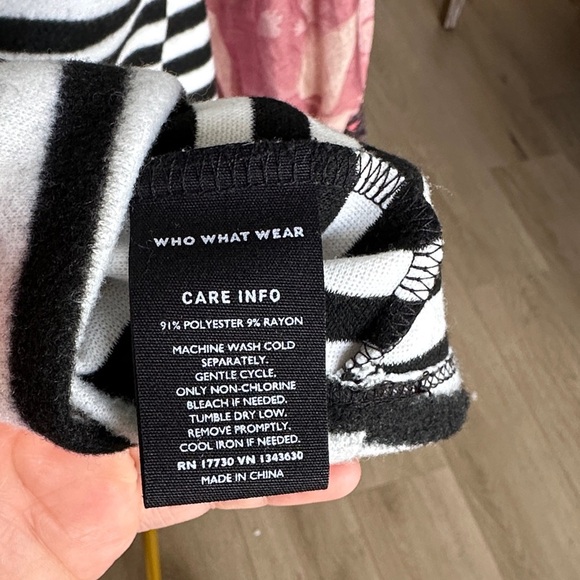 WHO WHAT WEAR
CARE INFO
91% POLYESTER 9% RAYON
MACHINE WASH COLD
SEPARATELY.
GENTLE CYCLE,
ONLY NON-CHLORINE
BLEACH IF NEEDED.
TUMBLE DRY LOW.
REMOVE PROMPTLY.
COOL IRON IF NEEDED.
RN 17730 VN 1343630
MADE IN CHINA